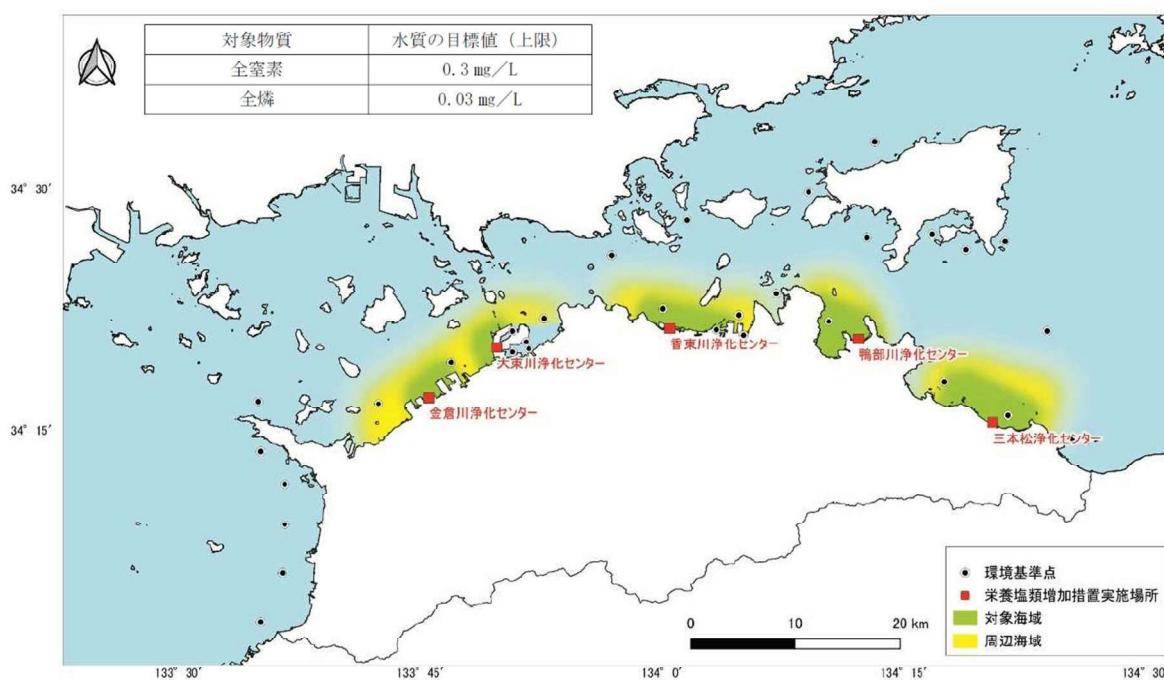 対象物質 水質の目標値（上限）
全窒素 0.3 mg／L
全燐 0.03 mg／L
34° 30'
34° 15'
香東川浄化センター
鴨部川浄化センター
大束川浄化センター
金倉川浄化センター
三本松浄化センター
環境基準点
栄養塩類増加措置実施場所
対象海域
周辺海域
0 10 20 km
133° 30' 133° 45' 134° 0' 134° 15' 134° 30'